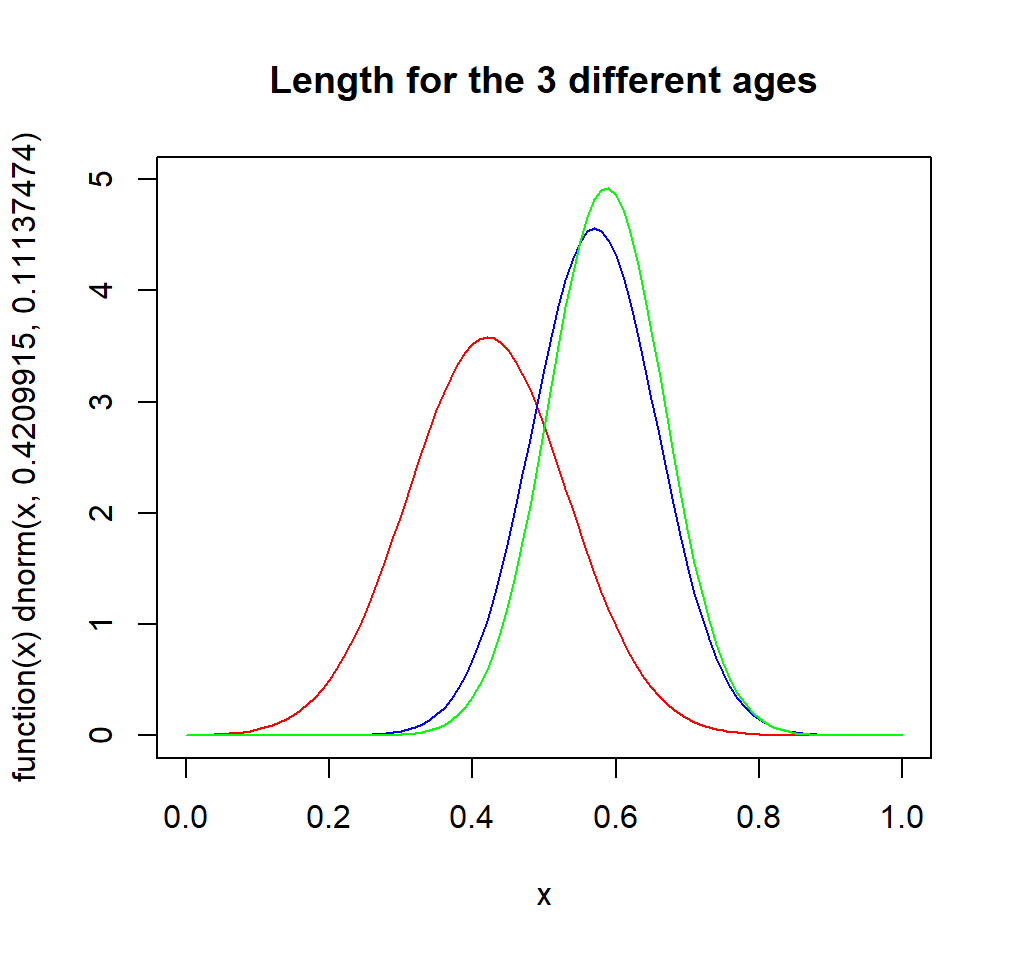 Length for the 3 different ages
function(x) dnorm(x, 0.4209915, 0.11137474)
5
4
3
2
1
0
0.0 0.2 0.4 0.6 0.8 1.0
x